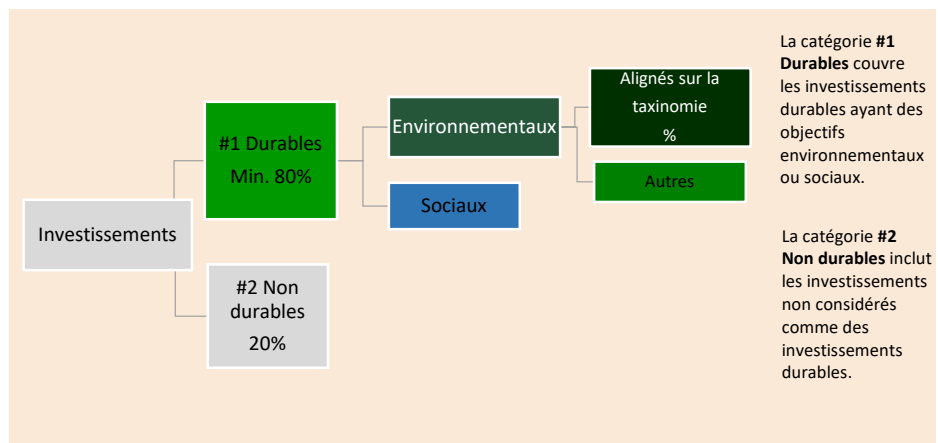 Investissements
#1 Durables
Min. 80%
#2 Non
durables
20%
Environnementaux
Sociaux
Alignés sur la
taxinomie
%
Autres
La catégorie #1
Durables couvre
les investissements
durables ayant des
objectifs
environnementaux
ou sociaux.
La catégorie #2
Non durables inclut
les investissements
non considérés
comme des
investissements
durables.